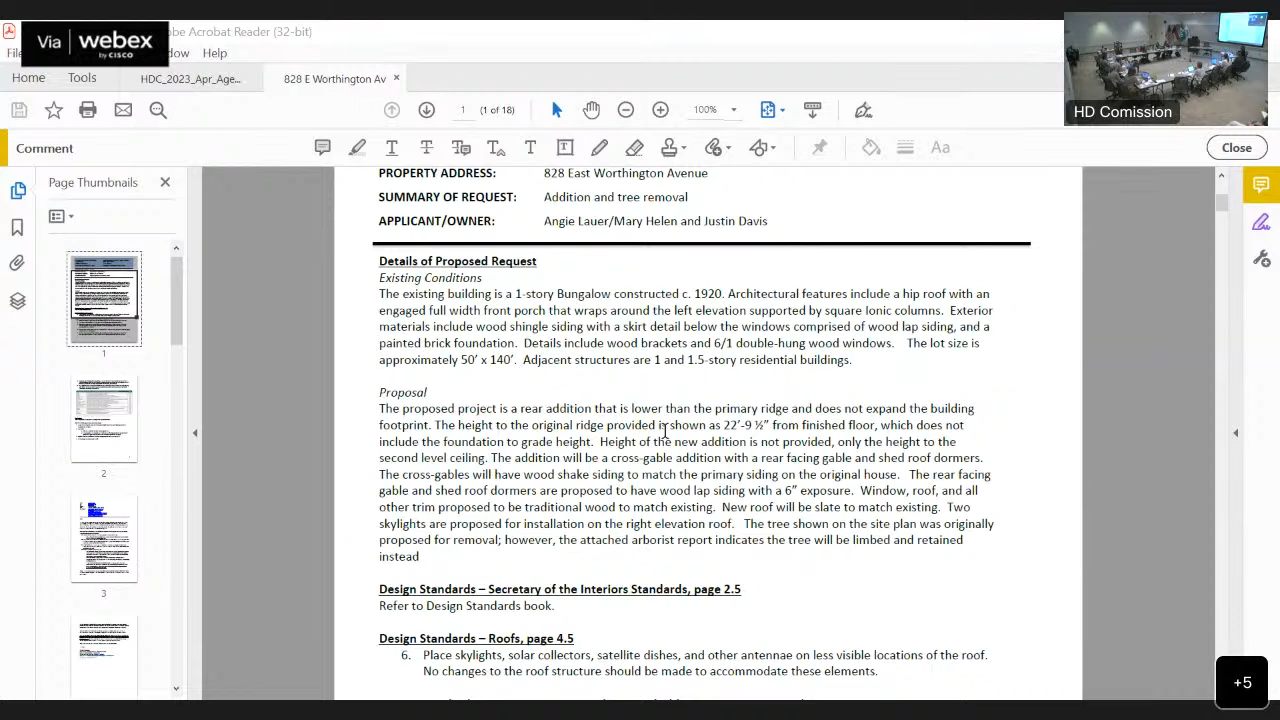 Via webex
by CISCO
obe Acrobat Reader (32-bit)
dow Help
Home Tools HDC_2023_Apr_Age... 828 E Worthington Av ×
1 (1 of 18) 100%
Comment
Close
HD Comission
Page Thumbnails
1
2
3
PROPERTY ADDRESS: 828 East Worthington Avenue
SUMMARY OF REQUEST: Addition and tree removal
APPLICANT/OWNER: Angie Lauer/Mary Helen and Justin Davis
Details of Proposed Request
Existing Conditions
The existing building is a 1-story Bungalow constructed c. 1920. Architectural features include a hip roof with an
engaged full width front porch that wraps around the left elevation supported by square Ionic columns. Exterior
materials include wood shingle siding with a skirt detail below the windows comprised of wood lap siding, and a
painted brick foundation. Details include wood brackets and 6/1 double-hung wood windows. The lot size is
approximately 50' x 140'. Adjacent structures are 1 and 1.5-story residential buildings.
Proposal
The proposed project is a rear addition that is lower than the primary ridge and does not expand the building
footprint. The height to the original ridge provided is shown as 22'-9 ½" from finished floor, which does not
include the foundation to grade height. Height of the new addition is not provided, only the height to the
second level ceiling. The addition will be a cross-gable addition with a rear facing gable and shed roof dormers.
The cross-gables will have wood shake siding to match the primary siding on the original house. The rear facing
gable and shed roof dormers are proposed to have wood lap siding with a 6" exposure. Window, roof, and all
other trim proposed to be traditional wood to match existing. New roof will be slate to match existing. Two
skylights are proposed for installation on the right elevation roof. The tree shown on the site plan was originally
proposed for removal; however the attached arborist report indicates the tree will be limbed and retained
instead
Design Standards – Secretary of the Interiors Standards, page 2.5
Refer to Design Standards book.
Design Standards – Roofs, page 4.5
6. Place skylights, solar collectors, satellite dishes, and other antenna on less visible locations of the roof.
No changes to the roof structure should be made to accommodate these elements.
+5